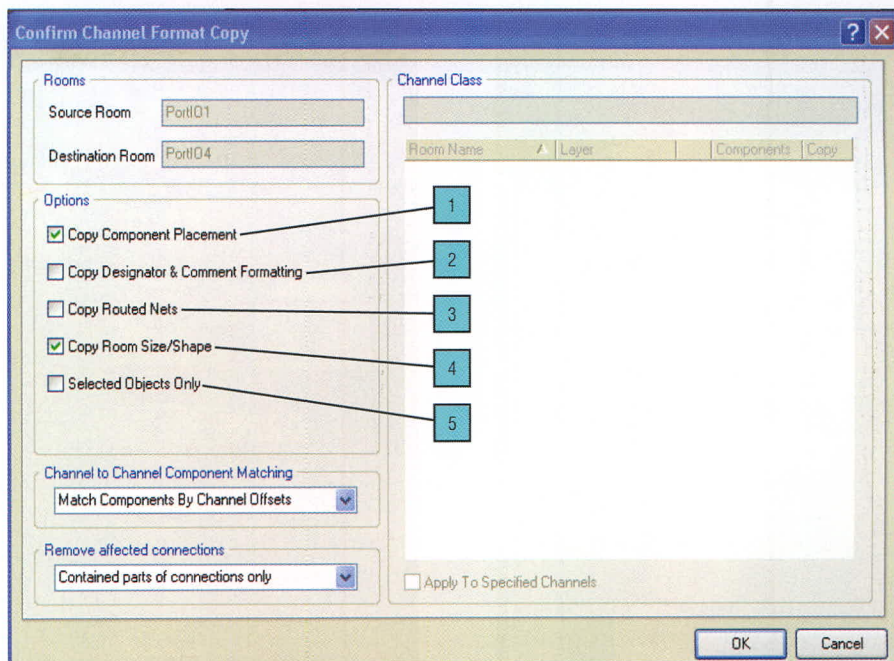 Confirm Channel Format Copy
Rooms
Source Room PortIO1
Destination Room PortIO4
Options
Copy Component Placement
Copy Designator & Comment Formatting
Copy Routed Nets
Copy Room Size/Shape
Selected Objects Only
1
2
3
4
5
Channel to Channel Component Matching
Match Components By Channel Offsets
Remove affected connections
Contained parts of connections only
Channel Class
Room Name Layer Components Copy
Apply To Specified Channels
OK Cancel